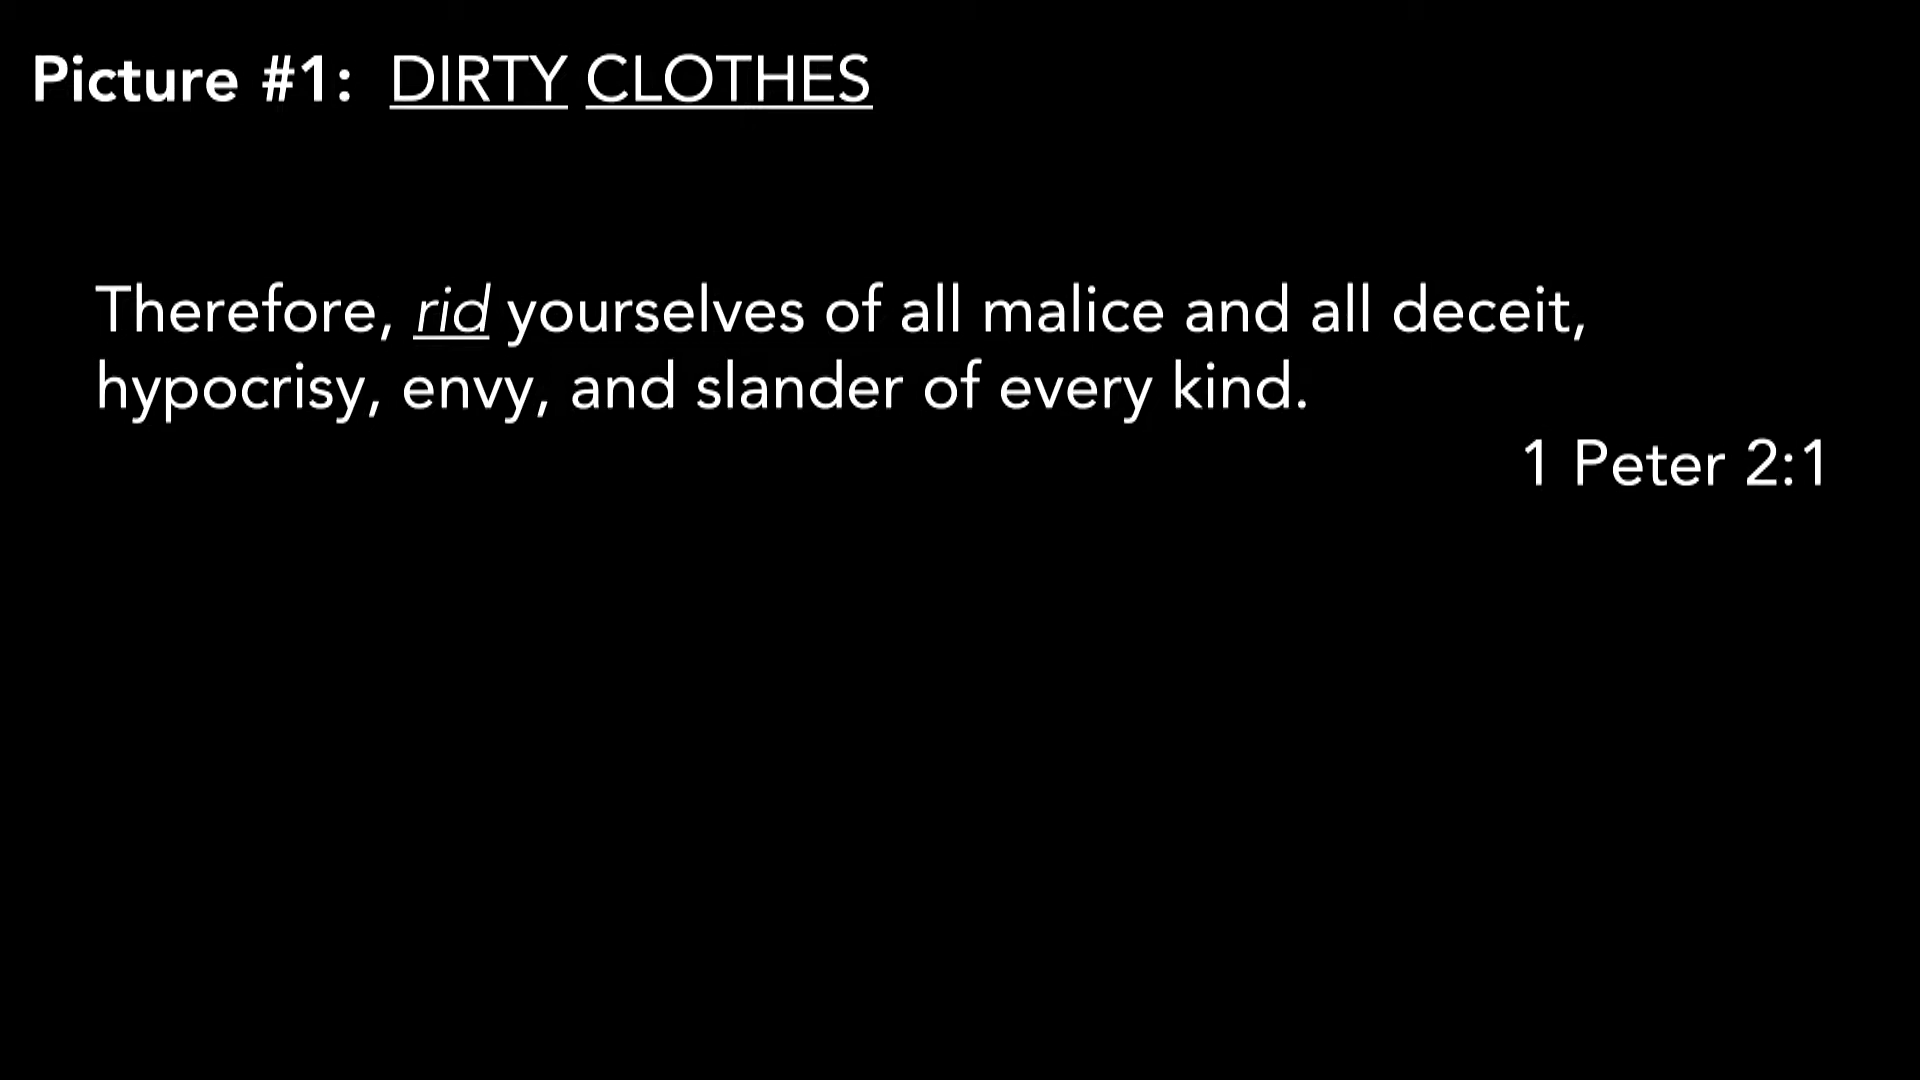 Picture #1: DIRTY CLOTHES
Therefore, rid yourselves of all malice and all deceit,
hypocrisy, envy, and slander of every kind.
1 Peter 2:1